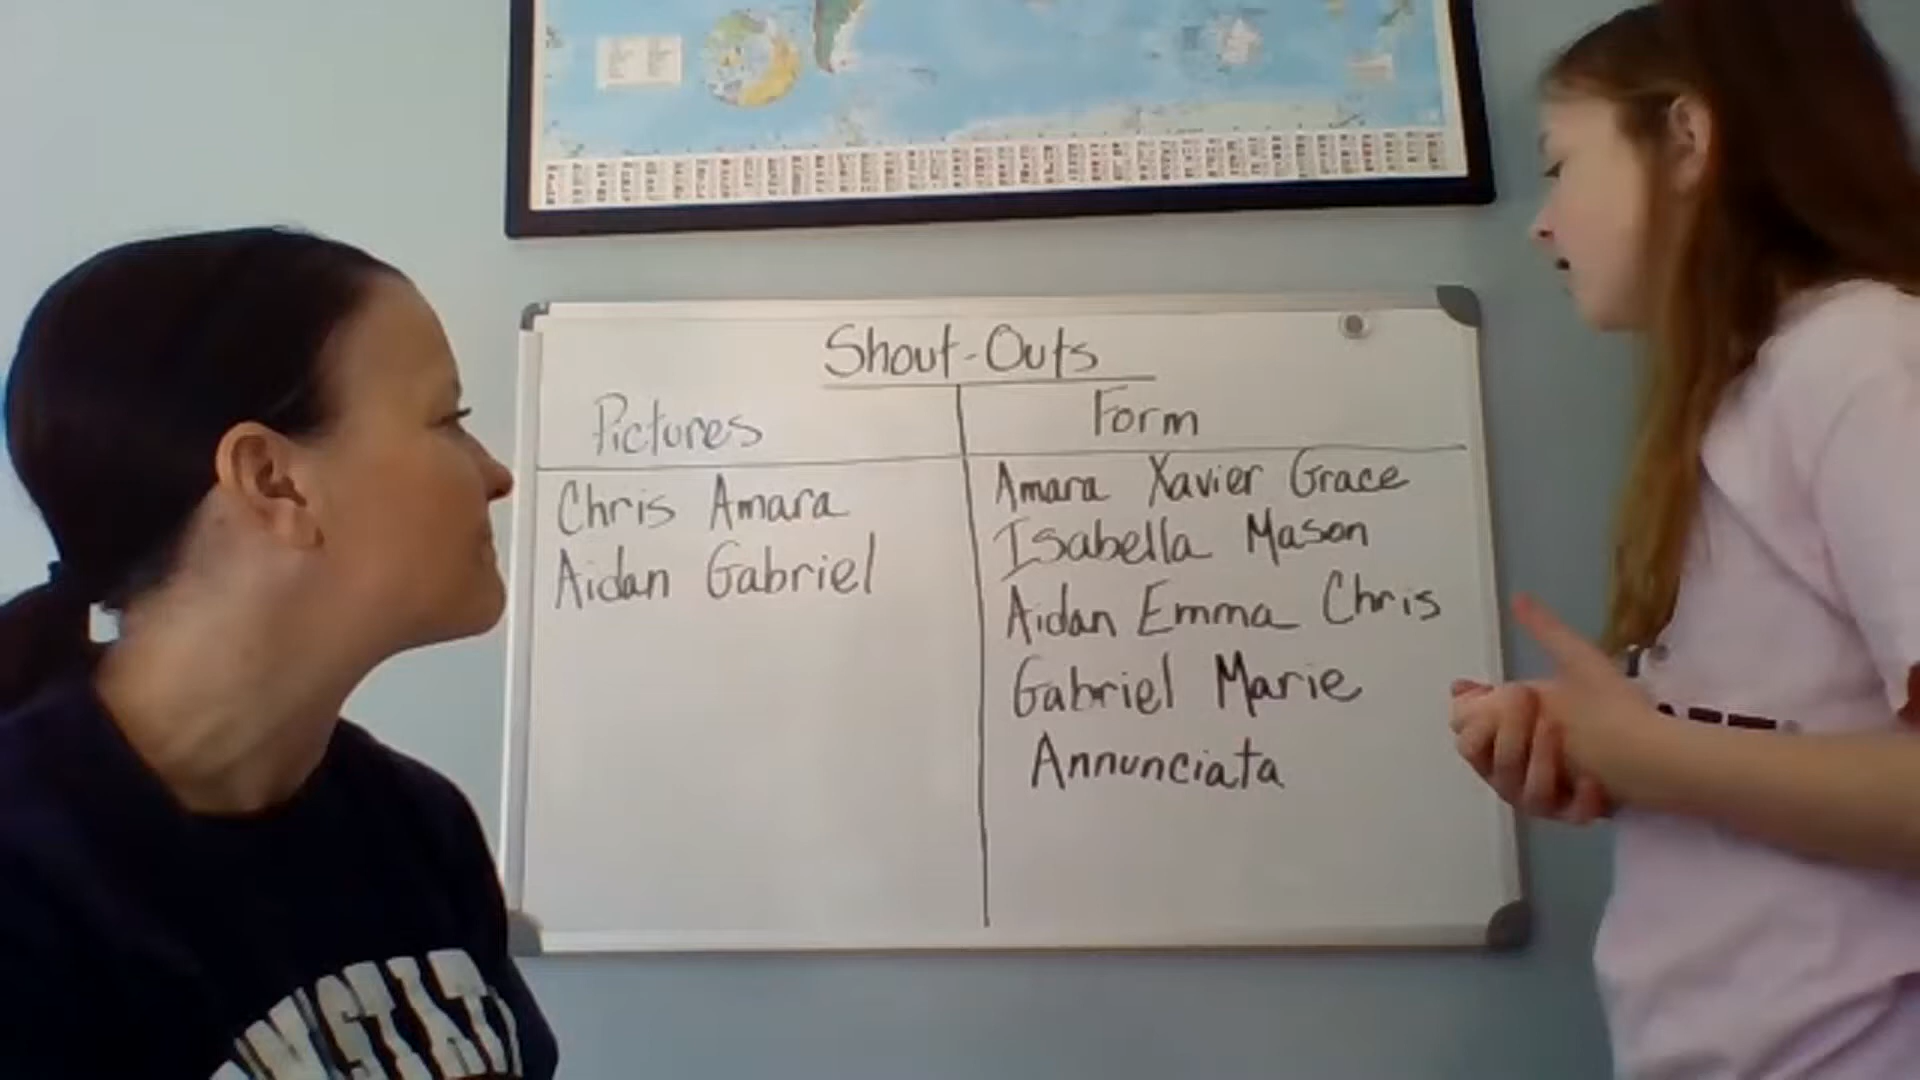 Shout-Outs
Pictures
Chris Amara
Aidan Gabriel
Form
Amara Xavier Grace
Isabella Mason
Aidan Emma Chris
Gabriel Marie
Annunciata